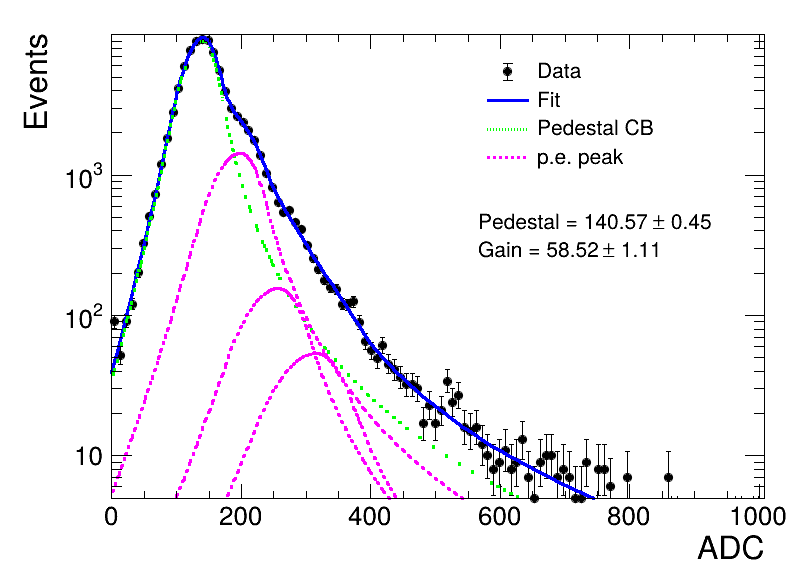 Events
Data
Fit
Pedestal CB
p.e. peak
Pedestal = 140.57 ± 0.45
Gain = 58.52 ± 1.11
10³
10²
10
0 200 400 600 800 1000
ADC